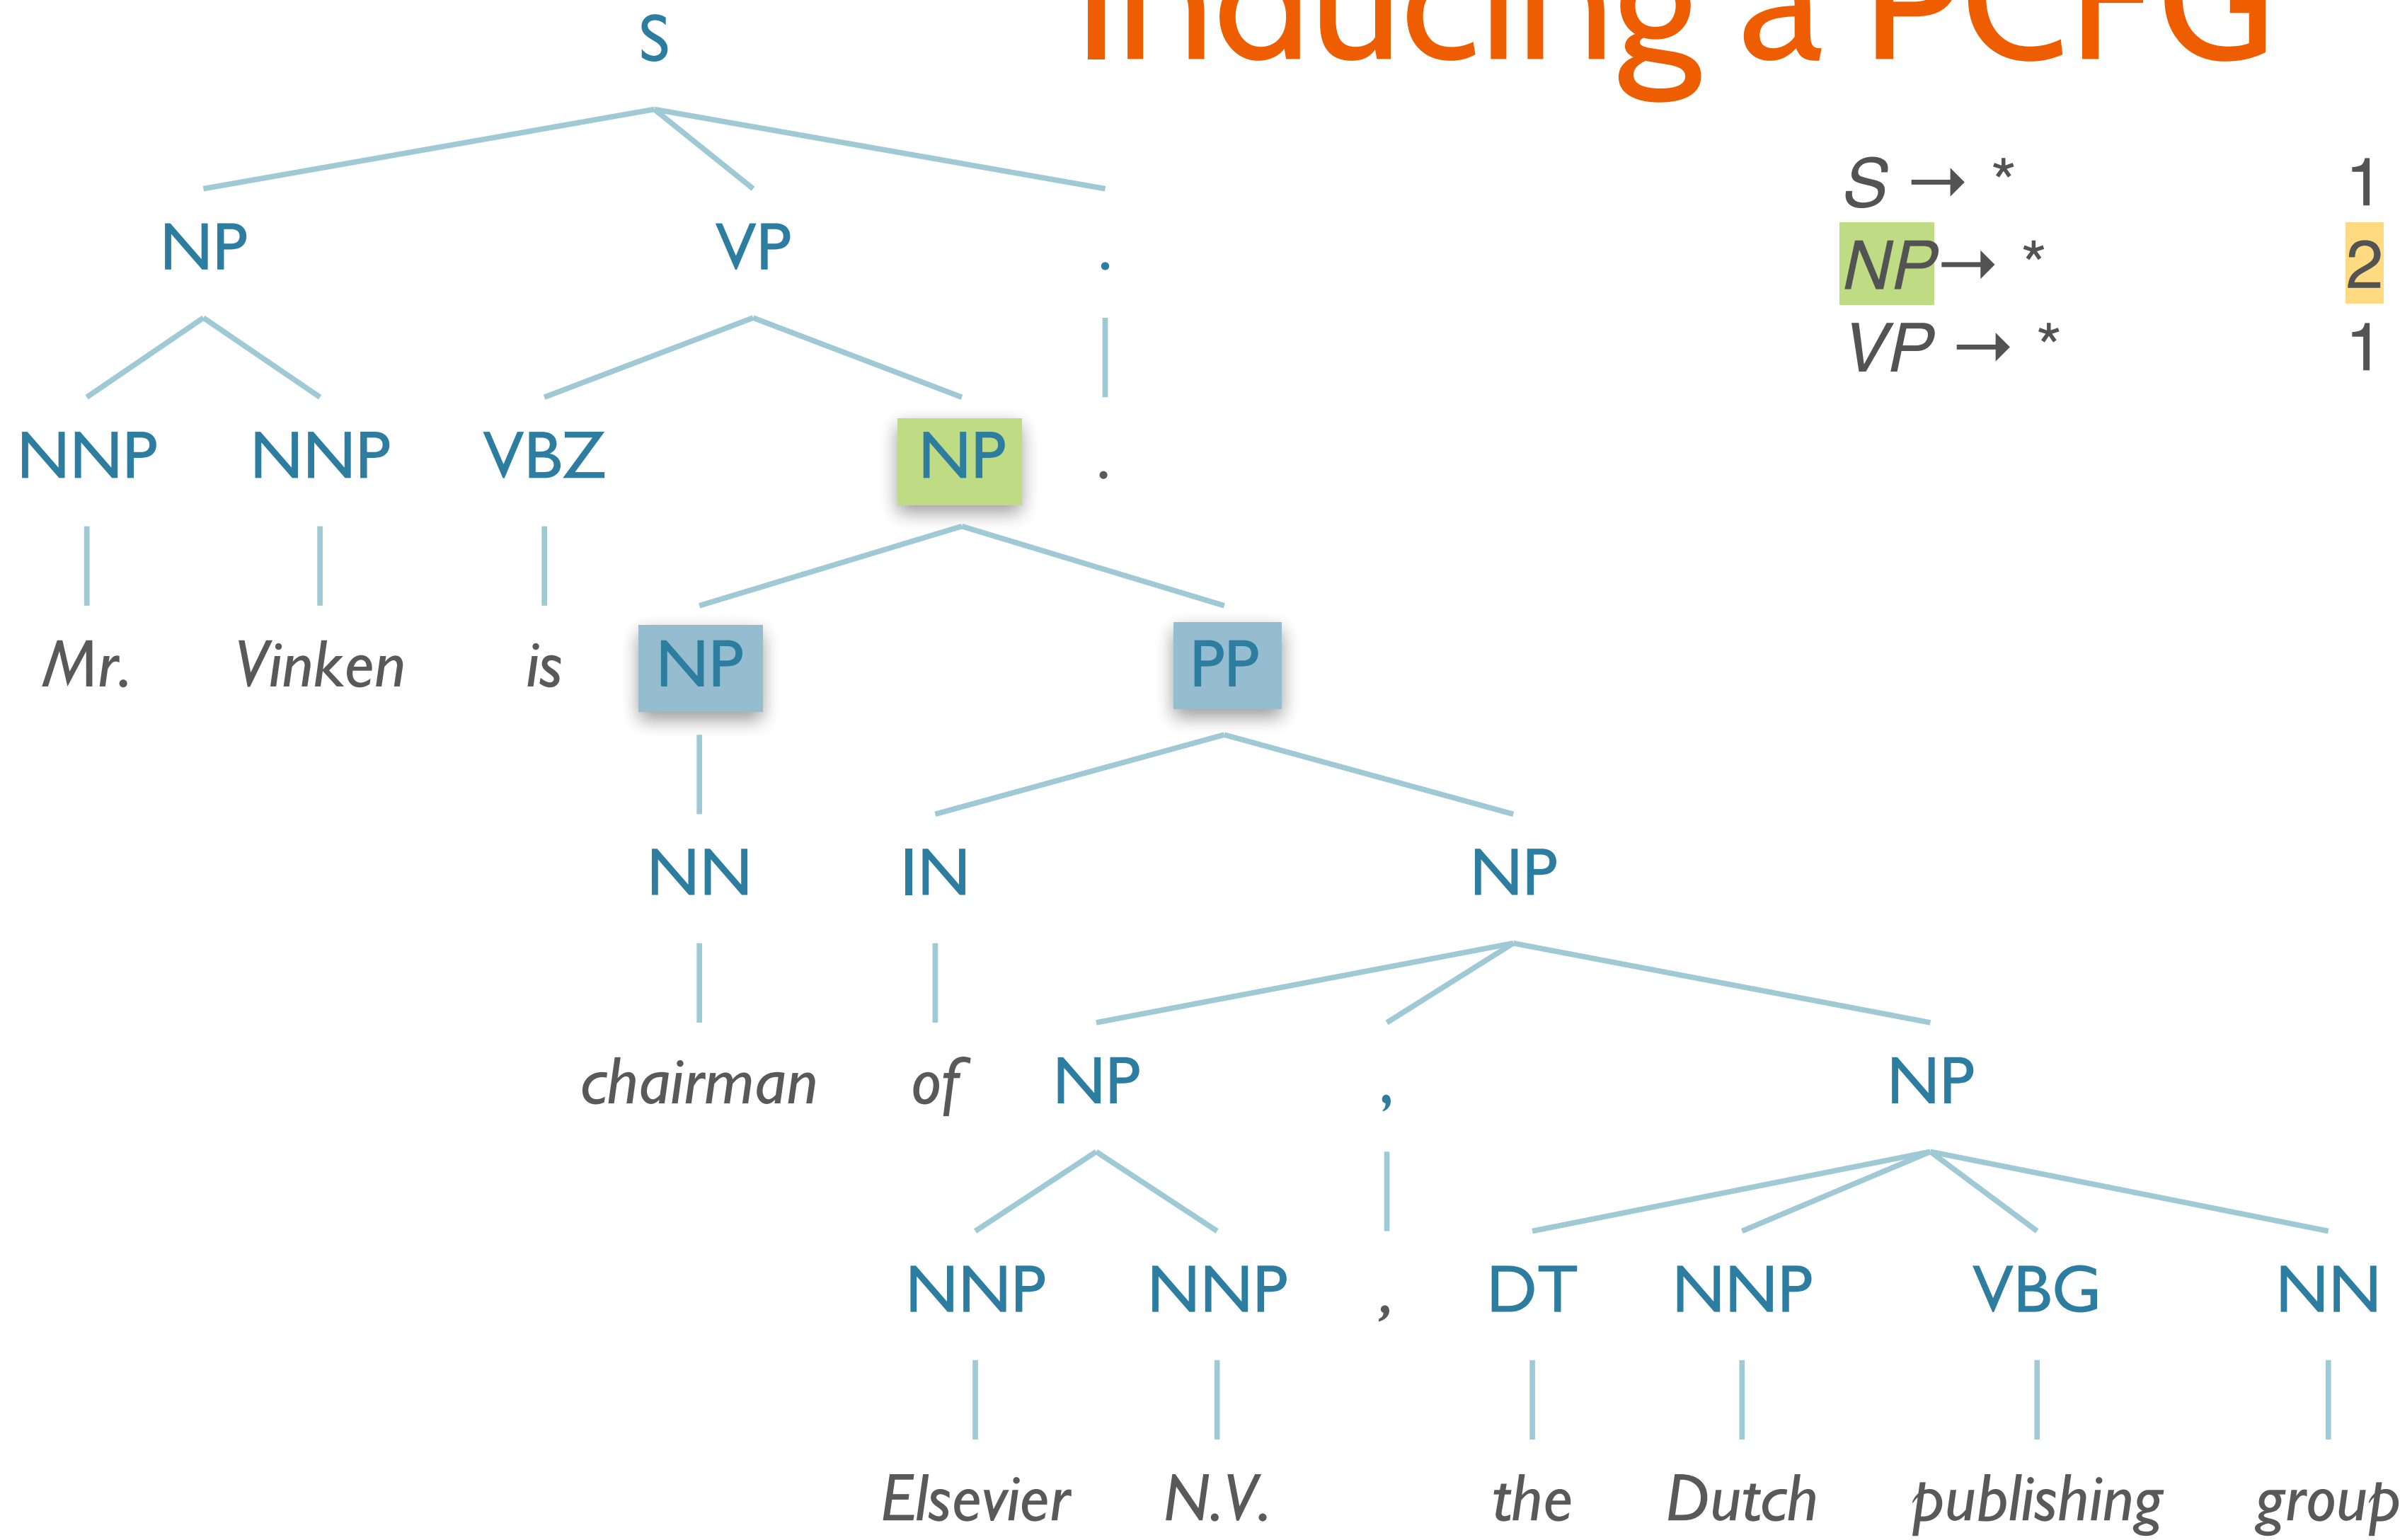 Inducing a PCFG
S
S → * 1
NP → * 2
VP → * 1
NP VP .
NNP NNP VBZ NP .
Mr. Vinken is NP PP
NN IN NP
chairman of NP , NP
NNP NNP , DT NNP VBG NN
Elsevier N.V. the Dutch publishing group